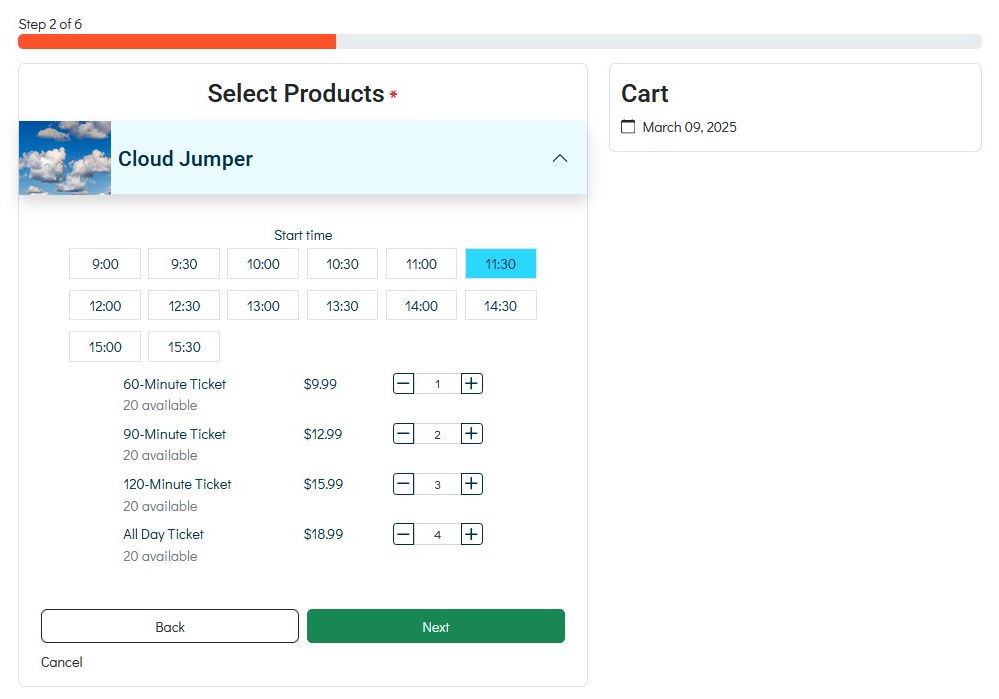 Step 2 of 6
Select Products *
Cloud Jumper
Start time
9:00 9:30 10:00 10:30 11:00 11:30
12:00 12:30 13:00 13:30 14:00 14:30
15:00 15:30
60-Minute Ticket $9.99 1
20 available
90-Minute Ticket $12.99 2
20 available
120-Minute Ticket $15.99 3
20 available
All Day Ticket $18.99 4
20 available
Back Next
Cancel
Cart
March 09, 2025